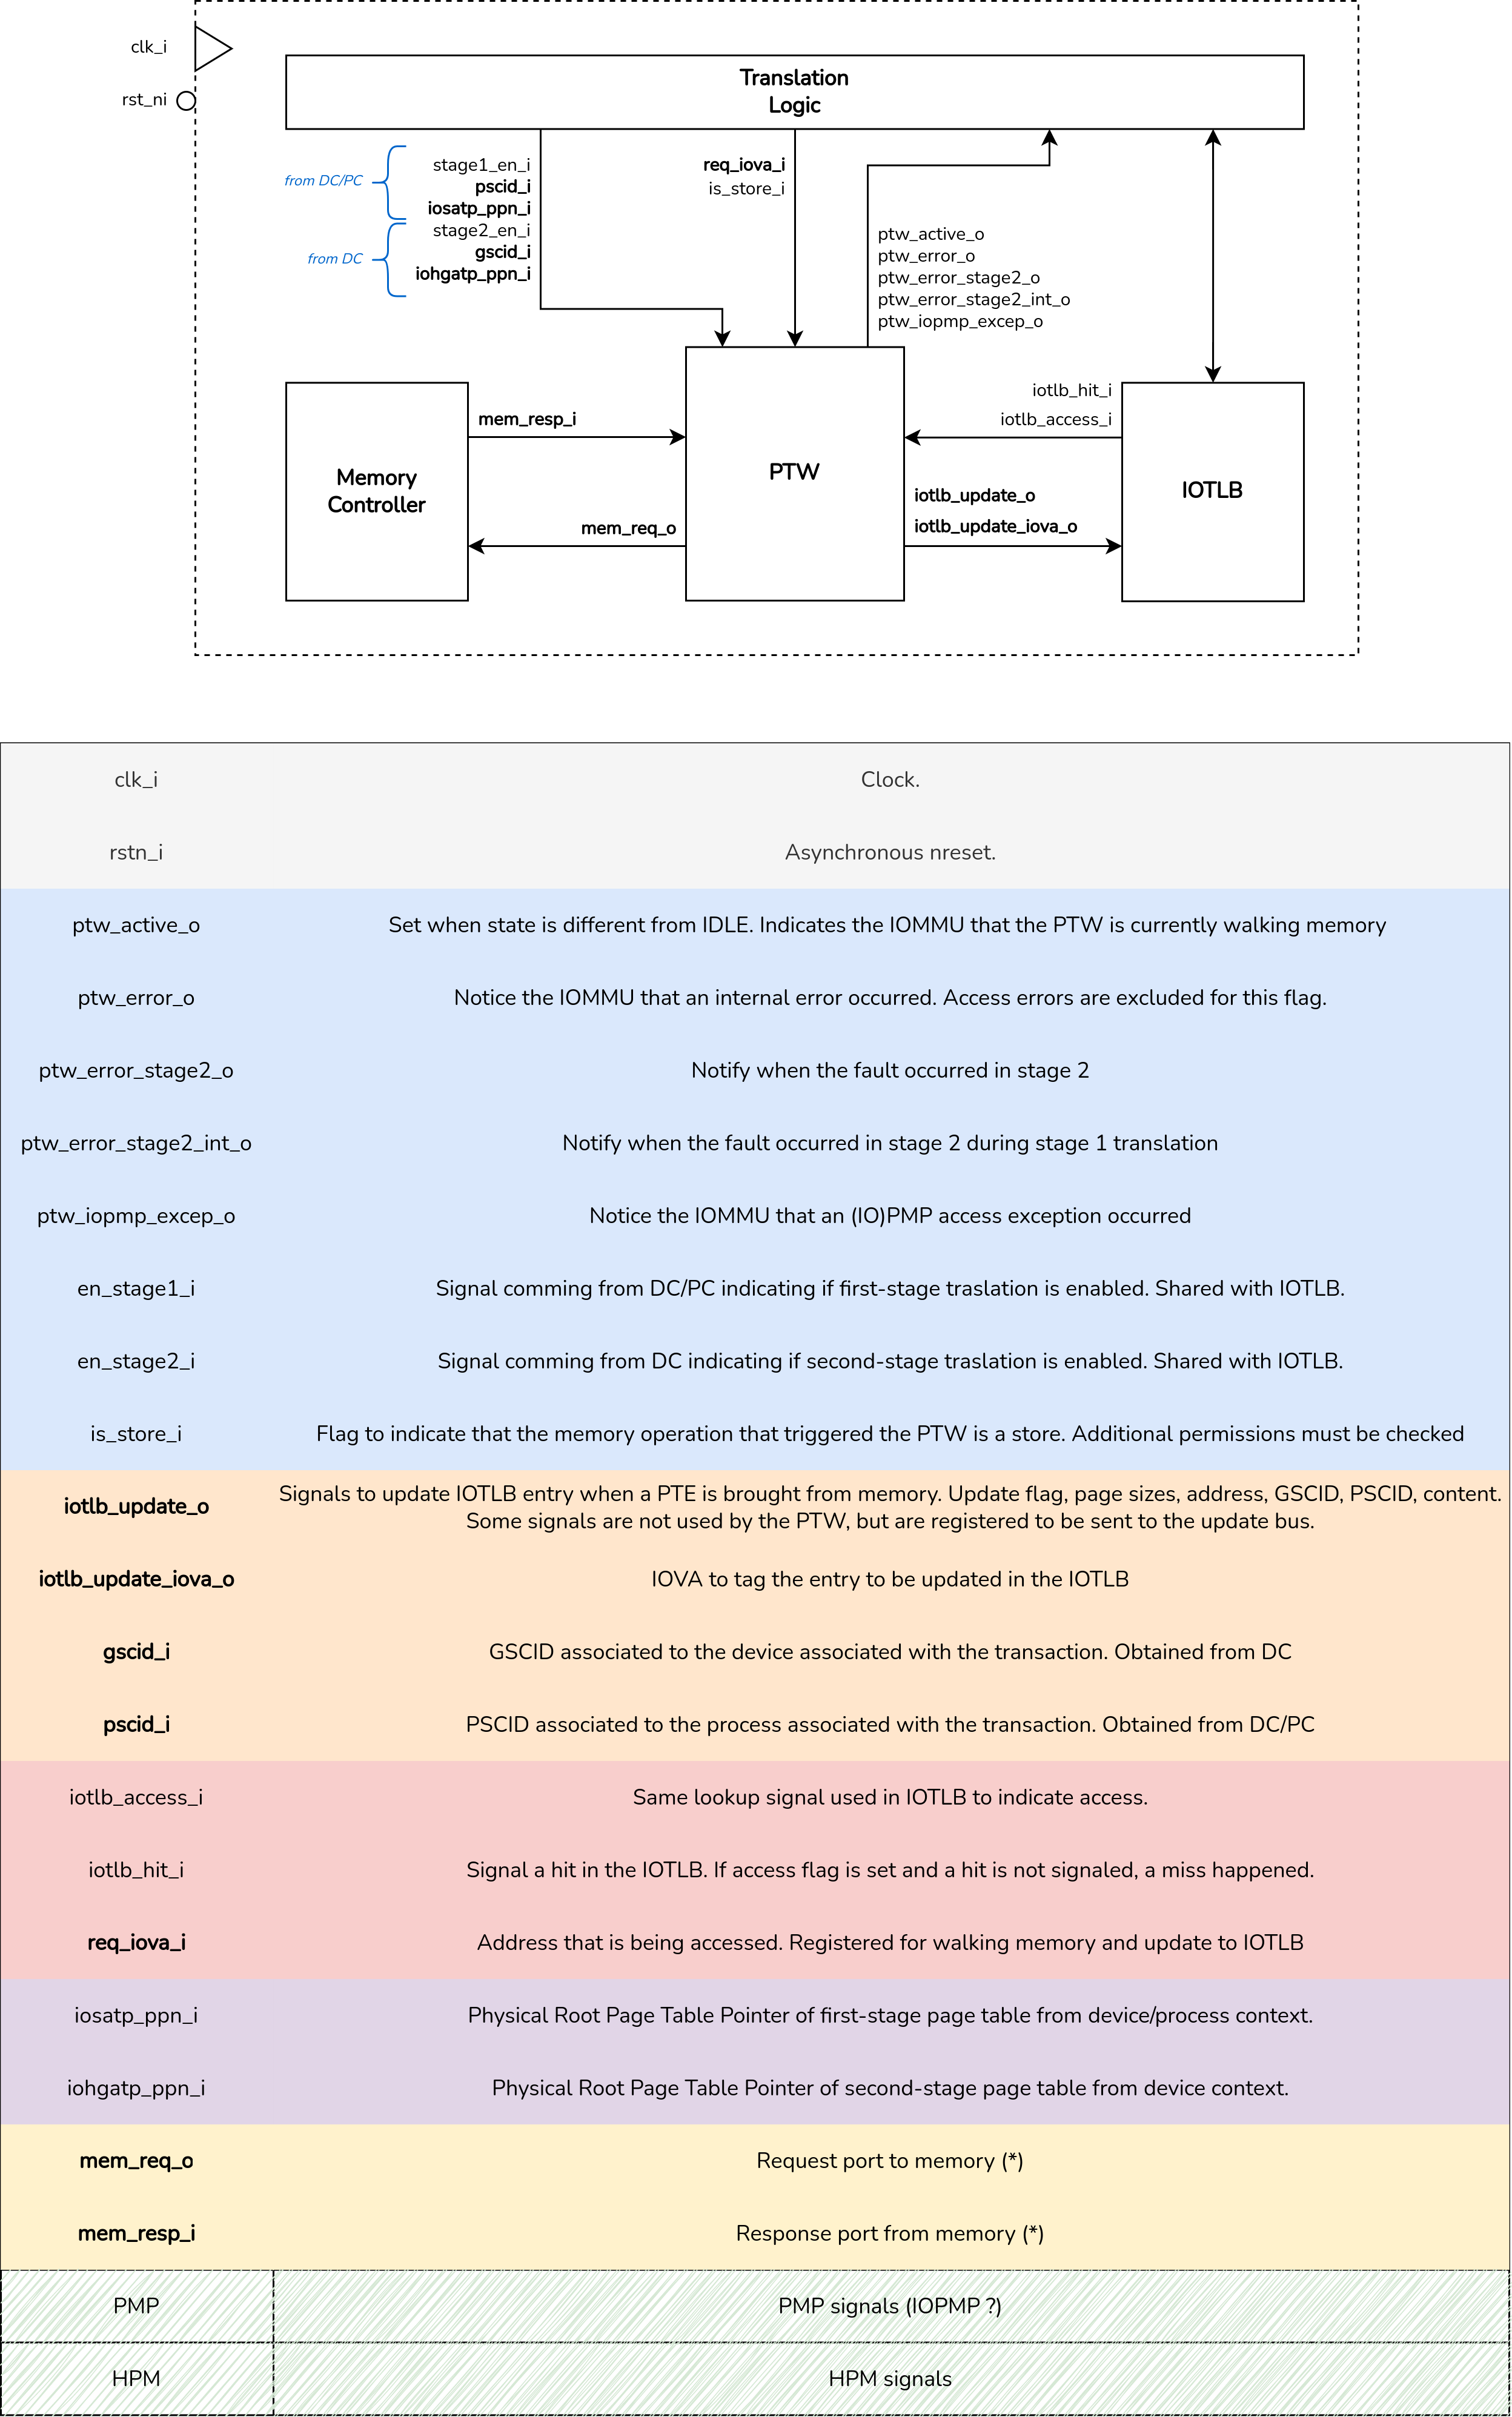 clk_i
rst_ni
Translation
Logic
from DC/PC
stage1_en_i
pscid_i
iosatp_ppn_i
from DC
stage2_en_i
gscid_i
iohgatp_ppn_i
req_iova_i
is_store_i
ptw_active_o
ptw_error_o
ptw_error_stage2_o
ptw_error_stage2_int_o
ptw_iopmp_excep_o
Memory
Controller
mem_resp_i
mem_req_o
PTW
iotlb_hit_i
iotlb_access_i
iotlb_update_o
iotlb_update_iova_o
IOTLB
clk_i Clock.
rstn_i Asynchronous nreset.
ptw_active_o Set when state is different from IDLE. Indicates the IOMMU that the PTW is currently walking memory
ptw_error_o Notice the IOMMU that an internal error occurred. Access errors are excluded for this flag.
ptw_error_stage2_o Notify when the fault occurred in stage 2
ptw_error_stage2_int_o Notify when the fault occurred in stage 2 during stage 1 translation
ptw_iopmp_excep_o Notice the IOMMU that an (IO)PMP access exception occurred
en_stage1_i Signal comming from DC/PC indicating if first-stage traslation is enabled. Shared with IOTLB.
en_stage2_i Signal comming from DC indicating if second-stage traslation is enabled. Shared with IOTLB.
is_store_i Flag to indicate that the memory operation that triggered the PTW is a store. Additional permissions must be checked
iotlb_update_o Signals to update IOTLB entry when a PTE is brought from memory. Update flag, page sizes, address, GSCID, PSCID, content.
Some signals are not used by the PTW, but are registered to be sent to the update bus.
iotlb_update_iova_o IOVA to tag the entry to be updated in the IOTLB
gscid_i GSCID associated to the device associated with the transaction. Obtained from DC
pscid_i PSCID associated to the process associated with the transaction. Obtained from DC/PC
iotlb_access_i Same lookup signal used in IOTLB to indicate access.
iotlb_hit_i Signal a hit in the IOTLB. If access flag is set and a hit is not signaled, a miss happened.
req_iova_i Address that is being accessed. Registered for walking memory and update to IOTLB
iosatp_ppn_i Physical Root Page Table Pointer of first-stage page table from device/process context.
iohgatp_ppn_i Physical Root Page Table Pointer of second-stage page table from device context.
mem_req_o Request port to memory (*)
mem_resp_i Response port from memory (*)
PMP PMP signals (IOPMP ?)
HPM HPM signals